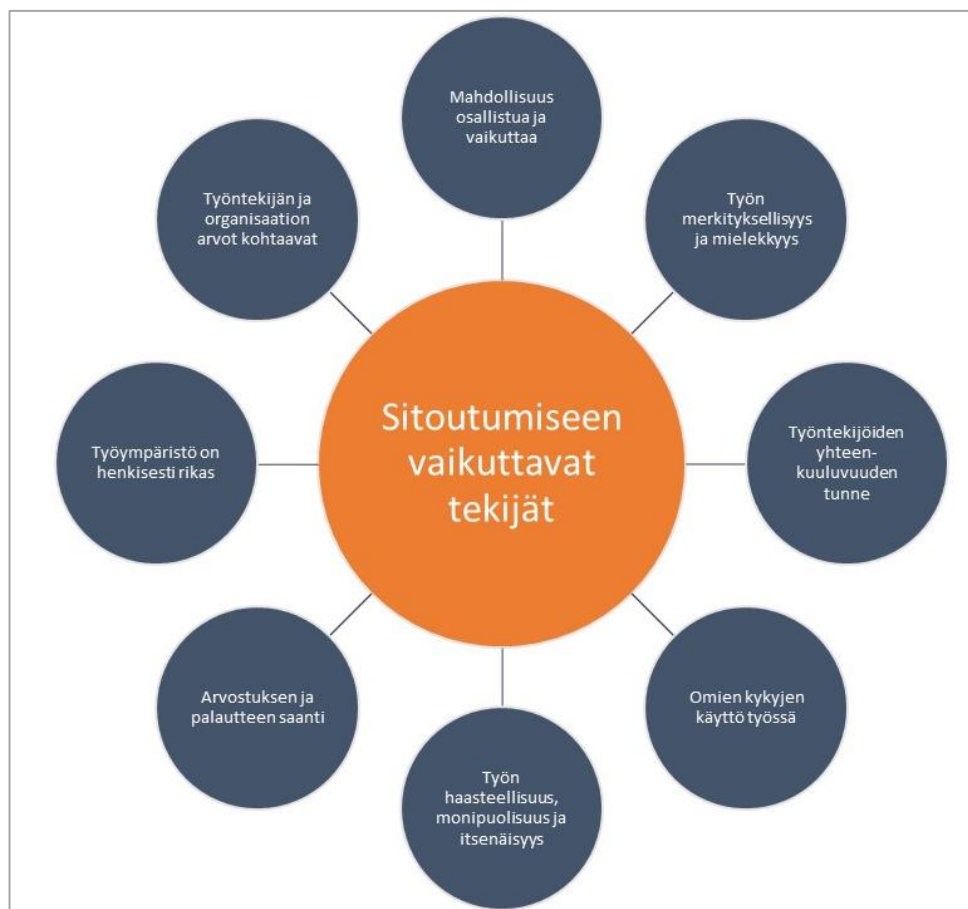 Mahdollisuus
osallistua ja
vaikuttaa
Työn
merkityksellisyys
ja mielekkyys
Työntekijöiden
yhteen-
kuuluvuuden
tunne
Omien kykyjen
käyttö työssä
Työn
haasteellisuus,
monipuolisuus ja
itsenäisyys
Arvostuksen ja
palautteen saanti
Työympäristö on
henkisesti rikas
Työntekijän ja
organisaation
arvot kohtaavat
Sitoutumiseen
vaikuttavat
tekijät